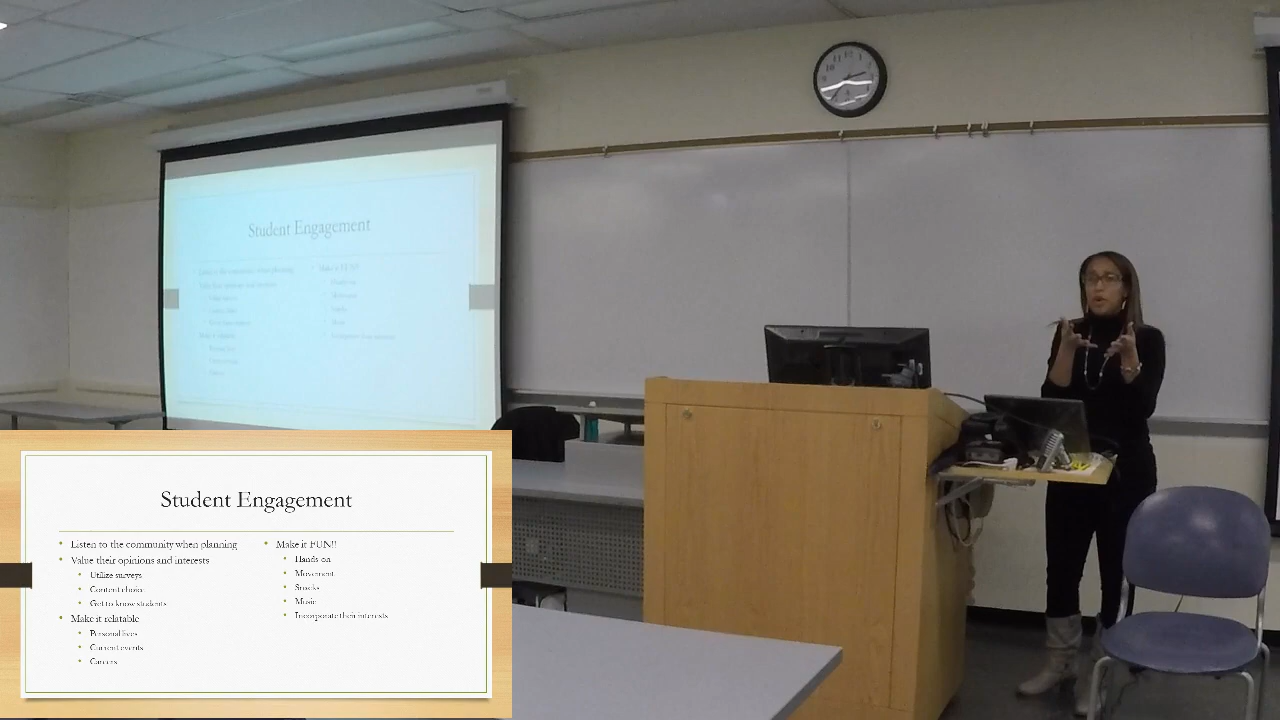 Student Engagement
Student Engagement
• Listen to the community when planning
• Value their opinions and interests
• Utilize surveys
• Content choice
• Get to know students
• Make it relatable
• Personal lives
• Current events
• Careers
• Make it FUN!!
• Hands on
• Movement
• Snacks
• Music
• Incorporate their interests